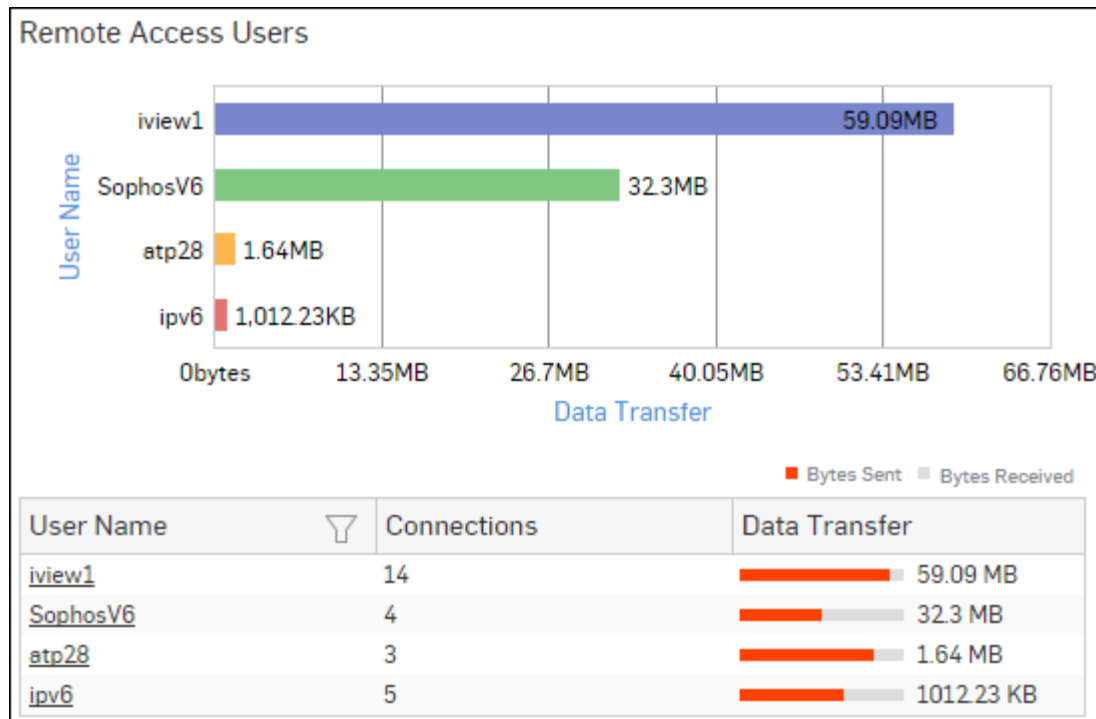 Remote Access Users
iview1 59.09MB
SophosV6 32.3MB
atp28 1.64MB
ipv6 1,012.23KB
User Name
0bytes 13.35MB 26.7MB 40.05MB 53.41MB 66.76MB
Data Transfer
Bytes Sent Bytes Received
User Name Connections Data Transfer
iview1 14 59.09 MB
SophosV6 4 32.3 MB
atp28 3 1.64 MB
ipv6 5 1012.23 KB